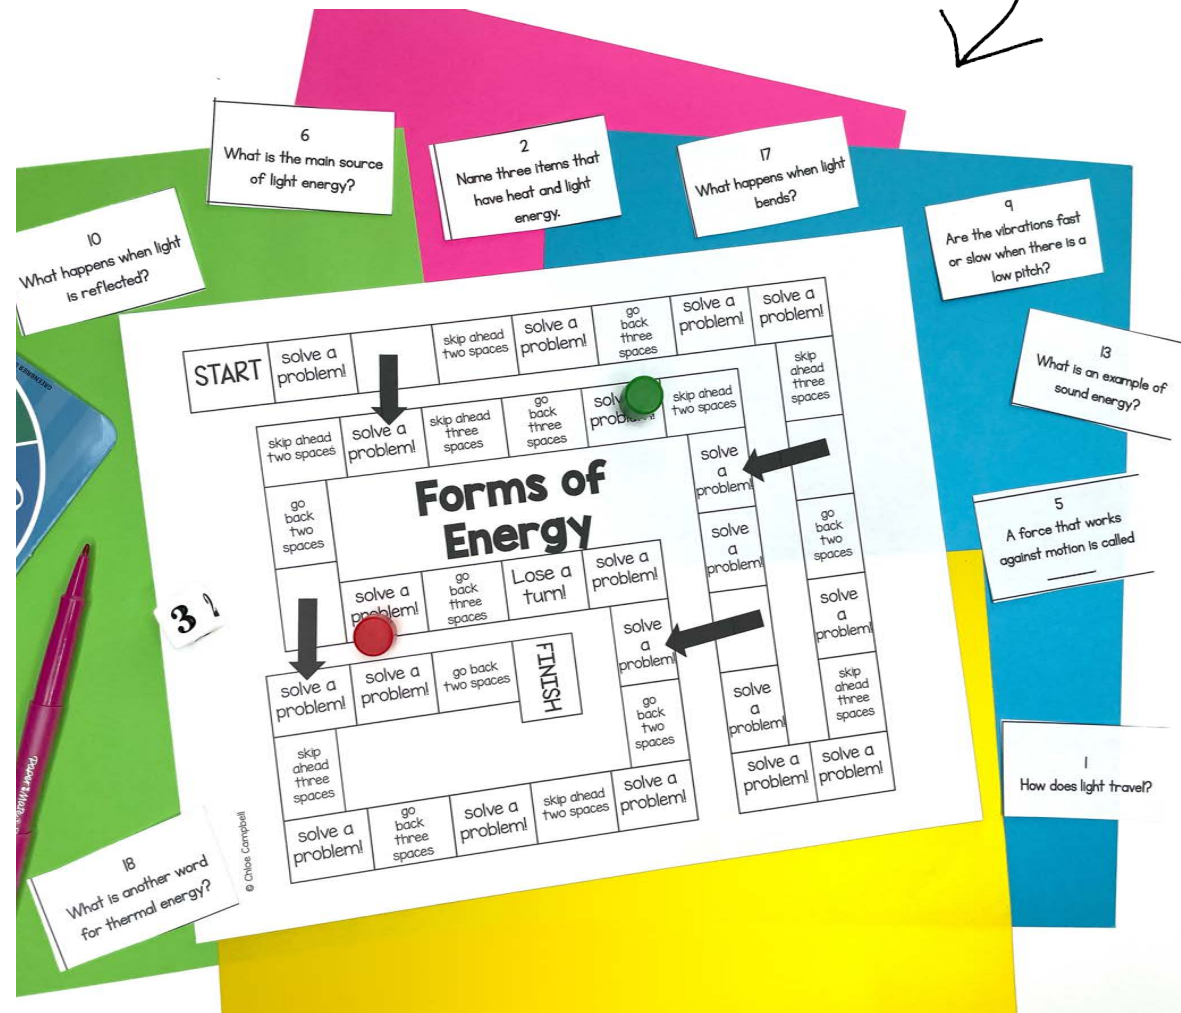 6
What is the main source
of light energy?
2
Name three items that
have heat and light
energy.
17
What happens when light
bends?
9
Are the vibrations fast
or slow when there is a
low pitch?
10
What happens when light
is reflected?
13
What is an example of
sound energy?
5
A force that works
against motion is called
1
How does light travel?
18
What is another word
for thermal energy?
START
solve a
problem!
skip ahead
two spaces
solve a
problem!
go
back
three
spaces
solve a
problem!
solve a
problem!
skip
ahead
three
spaces
go
back
two
spaces
solve
a
problem!
skip
ahead
three
spaces
solve a
problem!
solve a
problem!
solve
a
problem!
solve
a
problem!
solve
a
problem!
skip ahead
two spaces
go
back
three
spaces
skip ahead
three
spaces
solve a
problem!
skip ahead
two spaces
go
back
two
spaces
Forms of
Energy
solve a
problem!
go
back
three
spaces
Lose a
turn!
solve a
problem!
solve
a
problem!
go
back
two
spaces
solve a
problem!
skip ahead
two spaces
solve a
problem!
go
back
three
spaces
solve a
problem!
skip
ahead
three
spaces
solve a
problem!
solve a
problem!
go back
two spaces
FINISH
3
© Chloe Campbell